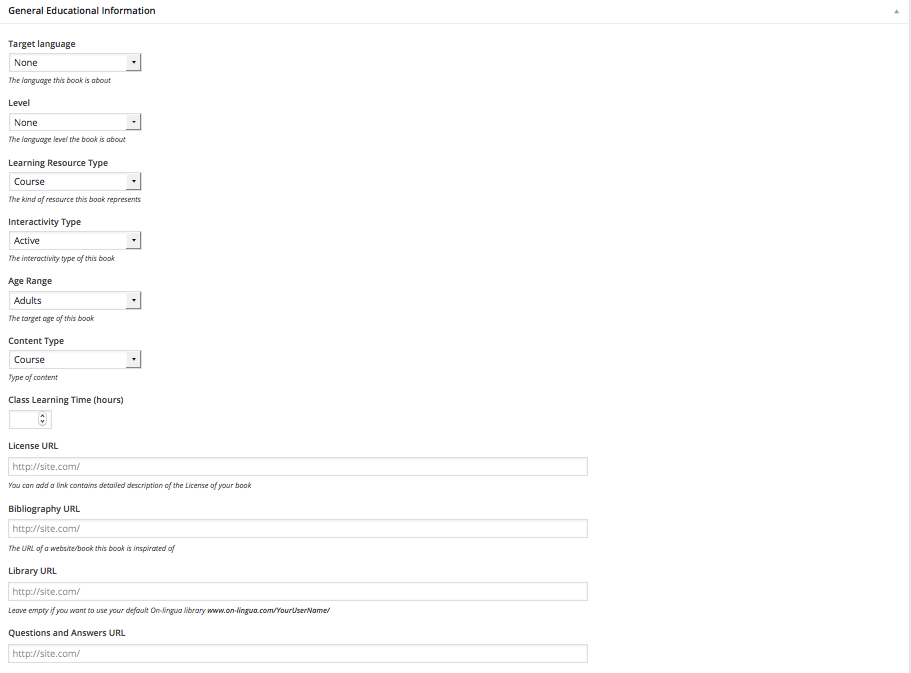 General Educational Information
Target language
None
The language this book is about
Level
None
The language level the book is about
Learning Resource Type
Course
The kind of resource this book represents
Interactivity Type
Active
The interactivity type of this book
Age Range
Adults
The target age of this book
Content Type
Course
Type of content
Class Learning Time (hours)
License URL
http://site.com/
You can add a link contains detailed description of the License of your book
Bibliography URL
http://site.com/
The URL of a website/book this book is inspirated of
Library URL
http://site.com/
Leave empty if you want to use your default On-lingua library www.on-lingua.com/YourUserName/
Questions and Answers URL
http://site.com/